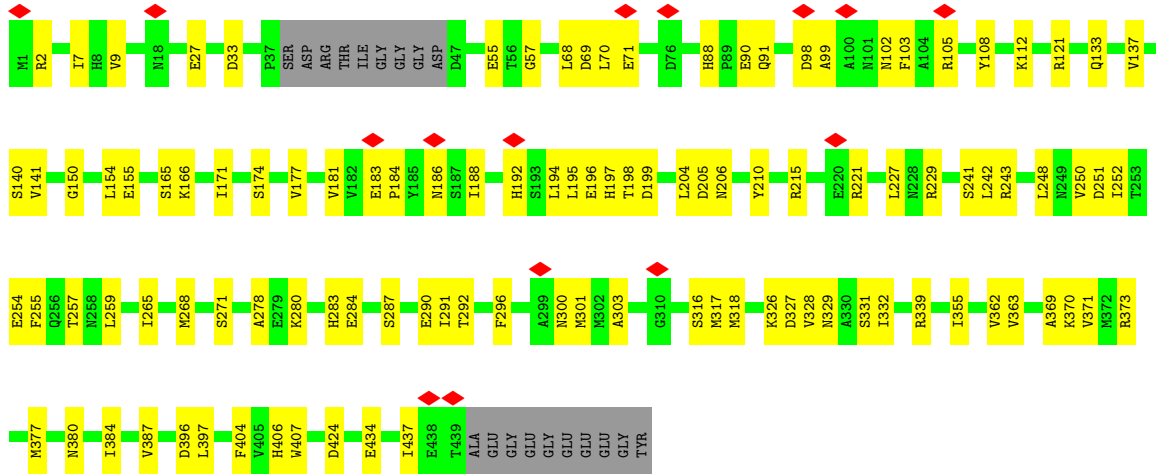 M1 R2 I7 H8 V9 N18 E27 D33 P37 SER ASP ARG THR ILE GLY GLY GLY ASP D47 E55 T56 G57 L68 D69 L70 E71 D76 H88 P89 E90 Q91 D98 A99 A100 N101 N102 F103 A104 R105 Y108 K112 R121 Q133 V137
S140 V141 G150 L154 E155 S165 K166 I171 S174 V177 V181 V182 E183 P184 Y185 N186 S187 I188 H192 S193 L194 L195 E196 H197 T198 D199 L204 D205 N206 Y210 R215 E220 R221 L227 N228 R229 S241 L242 R243 L248 N249 V250 D251 I252 T253
E254 F255 Q256 T257 N258 L259 I265 M268 S271 A278 E279 K280 H283 E284 S287 E290 I291 T292 F296 A299 N300 M301 M302 A303 G310 S316 M317 M318 K326 D327 V328 N329 A330 S331 I332 R339 I355 V362 V363 A369 K370 V371 M372 R373
M377 N380 I384 V387 D396 L397 F404 V405 H406 W407 D424 E434 I437 E438 T439 ALA GLU GLY GLU GLY GLU GLU GLU GLY TYR